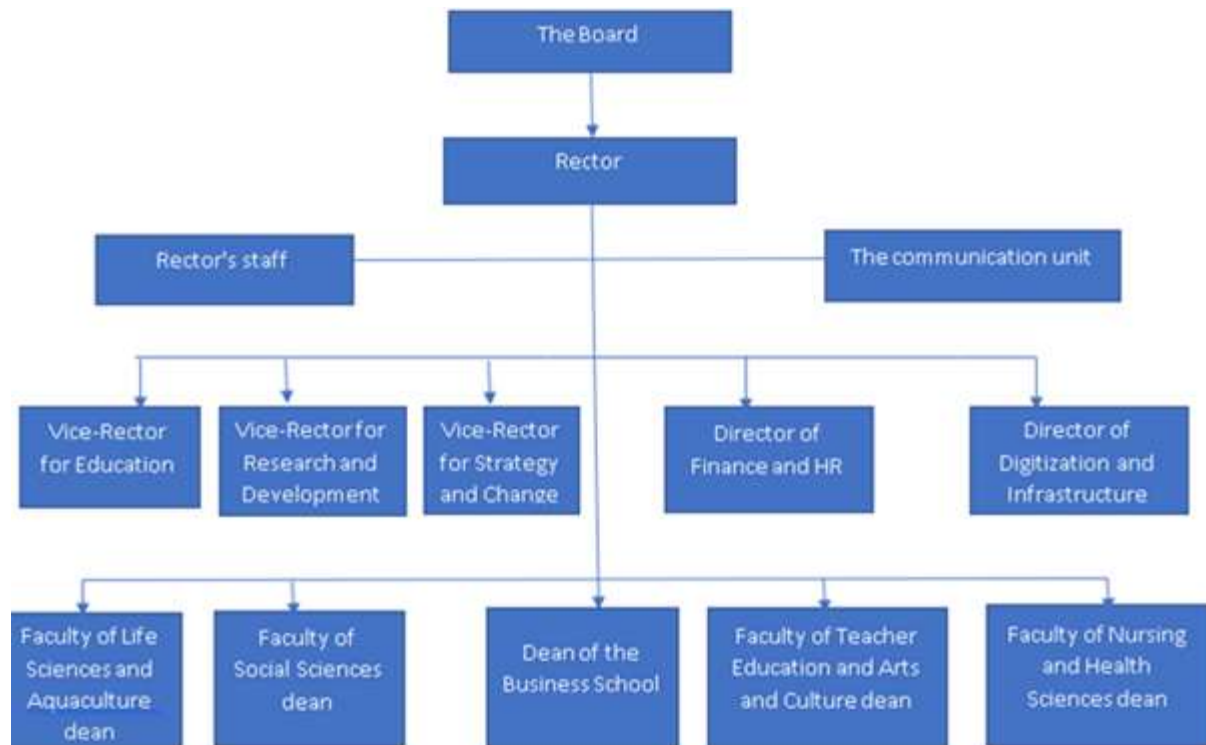 The Board
Rector
Rector's staff
The communication unit
Vice-Rector
for Education
Vice-Rector for
Research and
Development
Vice-Rector
for Strategy
and Change
Director of
Finance and HR
Director of
Digitization and
Infrastructure
Faculty of Life
Sciences and
Aquaculture
dean
Faculty of
Social Sciences
dean
Dean of the
Business School
Faculty of Teacher
Education and Arts
and Culture dean
Faculty of Nursing
and Health
Sciences dean